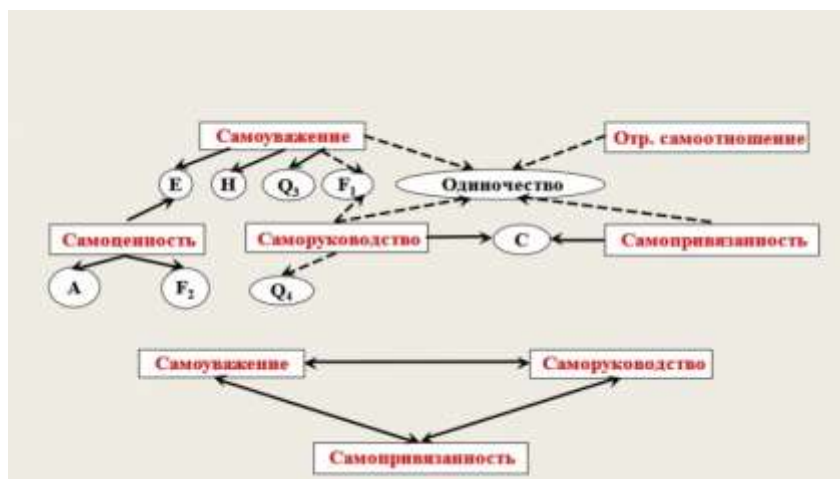 Самоуважение
Отр. самоотношение
E
H
Q3
F1
Одиночество
Самоценность
Саморуководство
C
Самопривязанность
A
F2
Q4
Самоуважение
Саморуководство
Самопривязанность